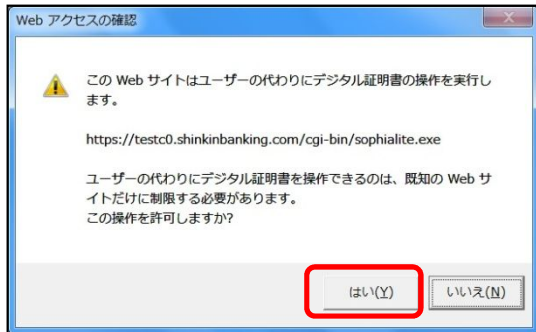 Web アクセスの確認
この Web サイトはユーザーの代わりにデジタル証明書の操作を実行し
ます。
https://testc0.shinkinbanking.com/cgi-bin/sophialite.exe
ユーザーの代わりにデジタル証明書を操作できるのは、既知の Web サ
イトだけに制限する必要があります。
この操作を許可しますか?
はい(Y) いいえ(N)